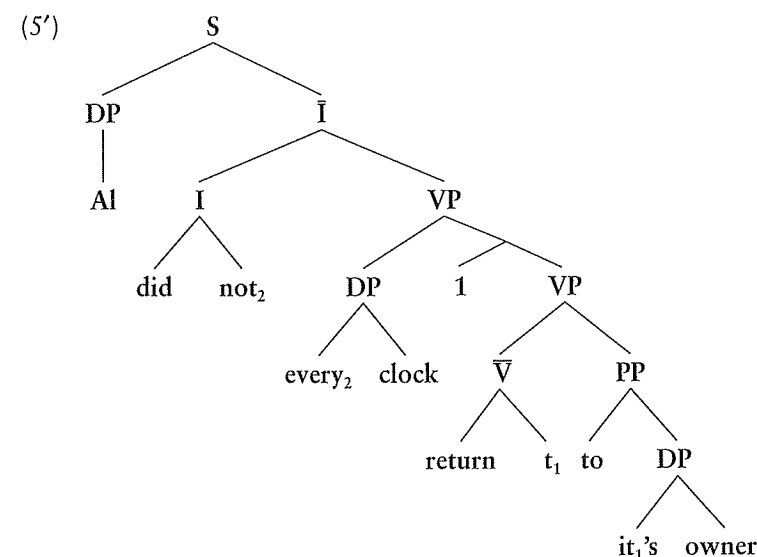 (5′) S
DP Ī
Al I VP
did not₂ DP 1 VP
every₂ clock V̄ PP
return t₁ to DP
it₁'s owner